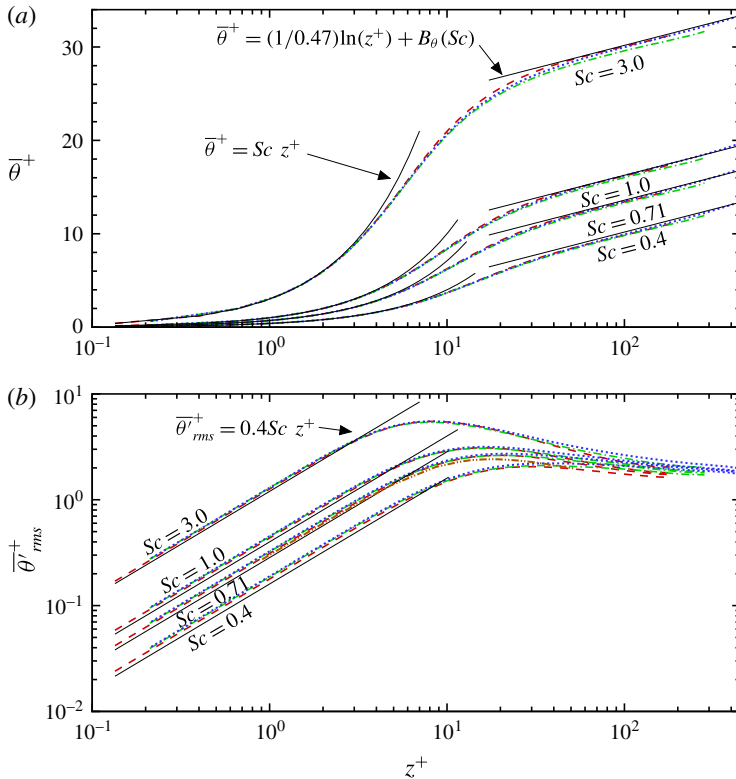 (a)
30
20
10
0
θ̅⁺
θ̅⁺ = (1/0.47)ln(z⁺) + B_θ(Sc)
Sc = 3.0
θ̅⁺ = Sc z⁺
Sc = 1.0
Sc = 0.71
Sc = 0.4
10⁻¹ 10⁰ 10¹ 10²
(b)
10¹
10⁰
10⁻¹
10⁻²
θ̅′⁺_rms
θ̅′⁺_rms = 0.4Sc z⁺
Sc = 3.0
Sc = 1.0
Sc = 0.71
Sc = 0.4
10⁻¹ 10⁰ 10¹ 10²
z⁺